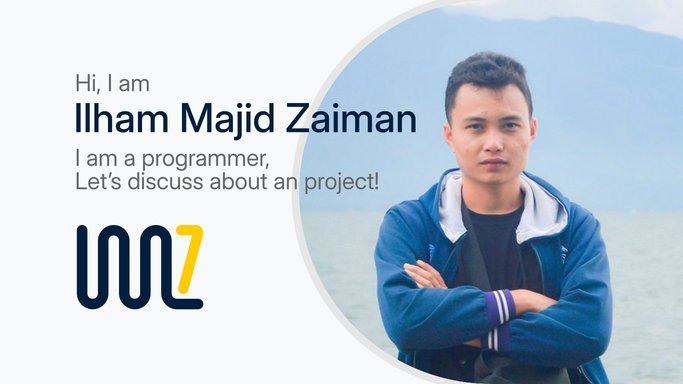 Hi, I am
Ilham Majid Zaiman
I am a programmer,
Let’s discuss about an project!